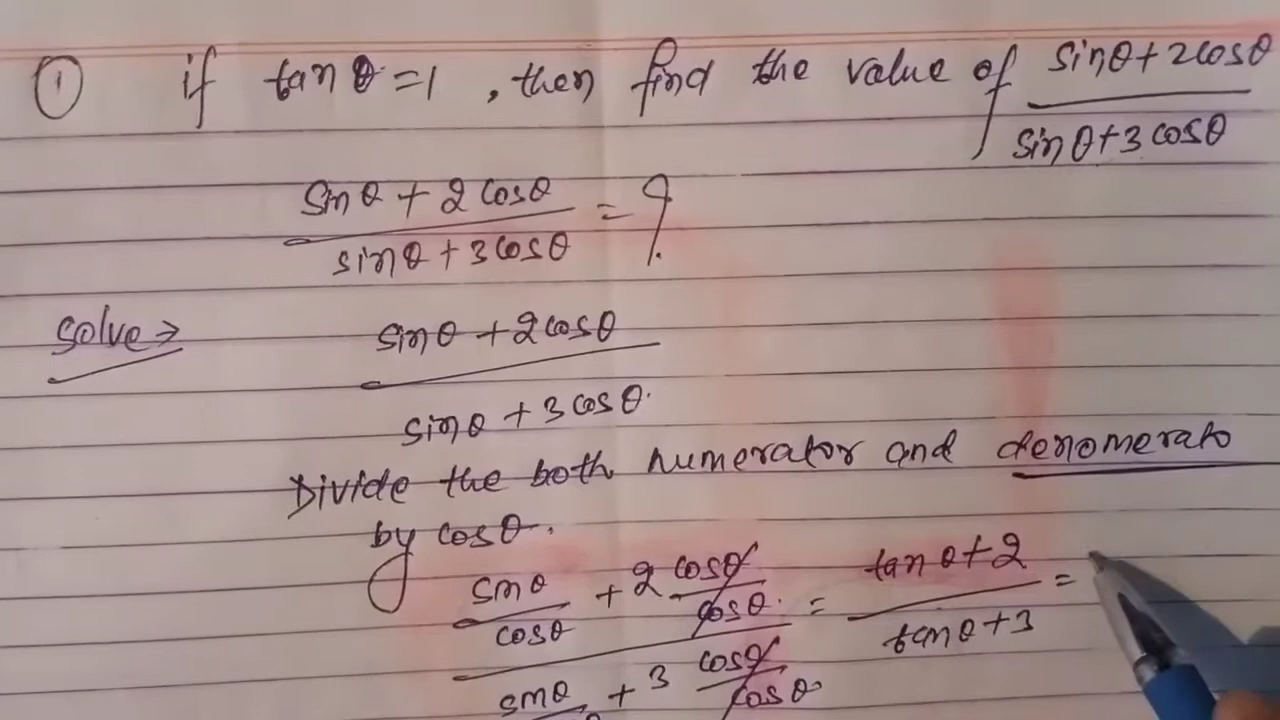 ① if tan θ = 1 , then find the value of sinθ + 2cosθ / sinθ + 3cosθ
sinθ + 2cosθ / sinθ + 3cosθ = ?
Solve → sinθ + 2cosθ / sinθ + 3cosθ.
Divide the both numerator and denomerato
by cosθ.
sinθ/cosθ + 2 cosθ/cosθ. / sinθ + 3 cosθ/cosθ = tanθ + 2 / tanθ + 3 =